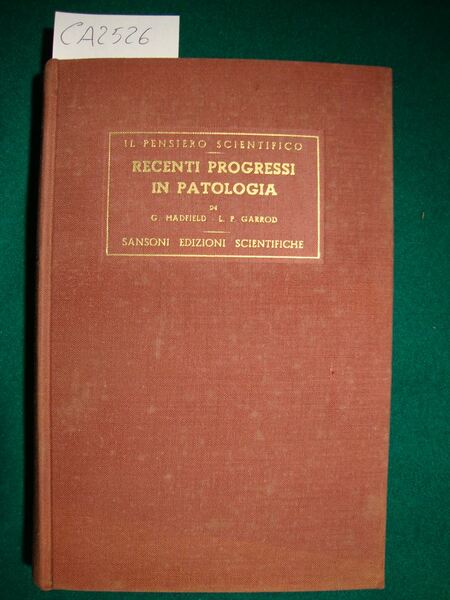 CA2526
IL PENSIERO SCIENTIFICO
RECENTI PROGRESSI
IN PATOLOGIA
DI
G. HADFIELD - L. P. GARROD
SANSONI EDIZIONI SCIENTIFICHE